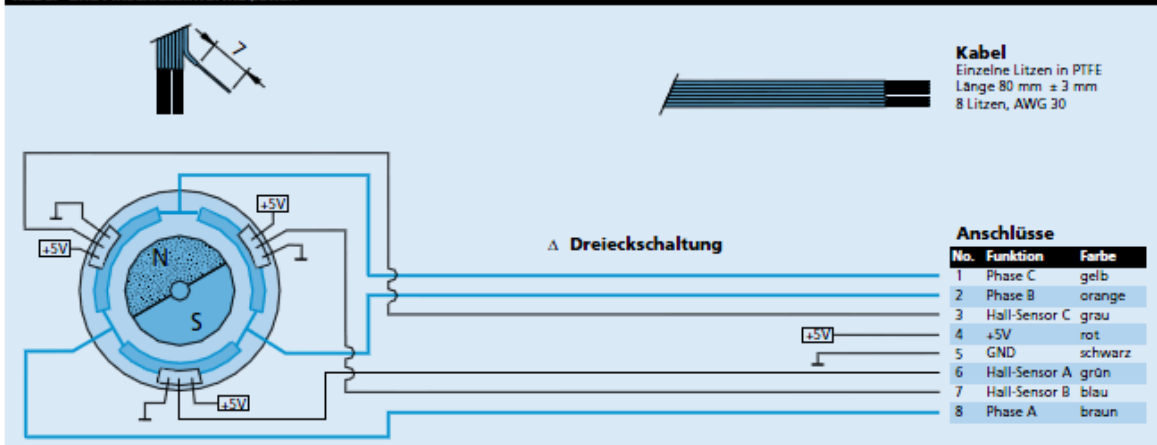 7
Kabel
Einzelne Litzen in PTFE
Länge 80 mm ± 3 mm
8 Litzen, AWG 30
+5V
+5V
N
S
+5V
Δ Dreieckschaltung
+5V
Anschlüsse
No. Funktion Farbe
1 Phase C gelb
2 Phase B orange
3 Hall-Sensor C grau
4 +5V rot
5 GND schwarz
6 Hall-Sensor A grün
7 Hall-Sensor B blau
8 Phase A braun